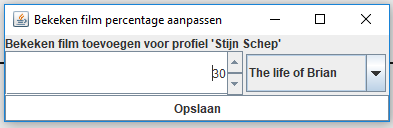 Bekeken film percentage aanpassen
Bekeken film toevoegen voor profiel 'Stijn Schep'
30 The life of Brian
Opslaan